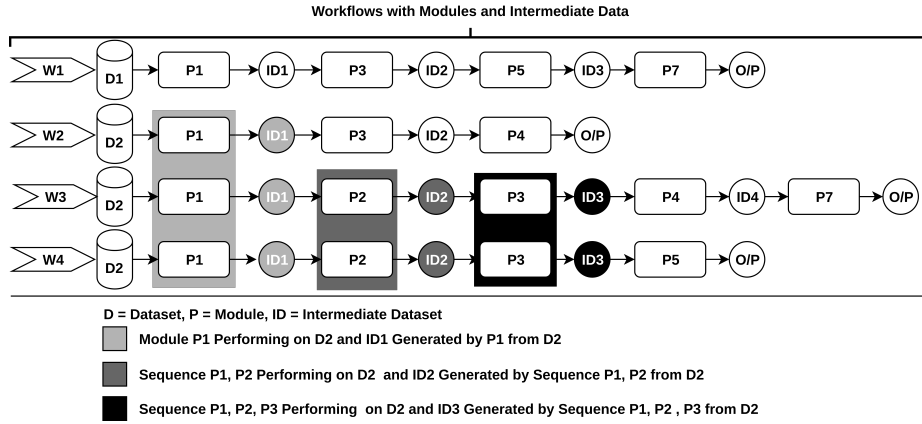 Workflows with Modules and Intermediate Data
W1 D1 P1 ID1 P3 ID2 P5 ID3 P7 O/P
W2 D2 P1 ID1 P3 ID2 P4 O/P
W3 D2 P1 ID1 P2 ID2 P3 ID3 P4 ID4 P7 O/P
W4 D2 P1 ID1 P2 ID2 P3 ID3 P5 O/P
D = Dataset, P = Module, ID = Intermediate Dataset
Module P1 Performing on D2 and ID1 Generated by P1 from D2
Sequence P1, P2 Performing on D2 and ID2 Generated by Sequence P1, P2 from D2
Sequence P1, P2, P3 Performing on D2 and ID3 Generated by Sequence P1, P2 , P3 from D2